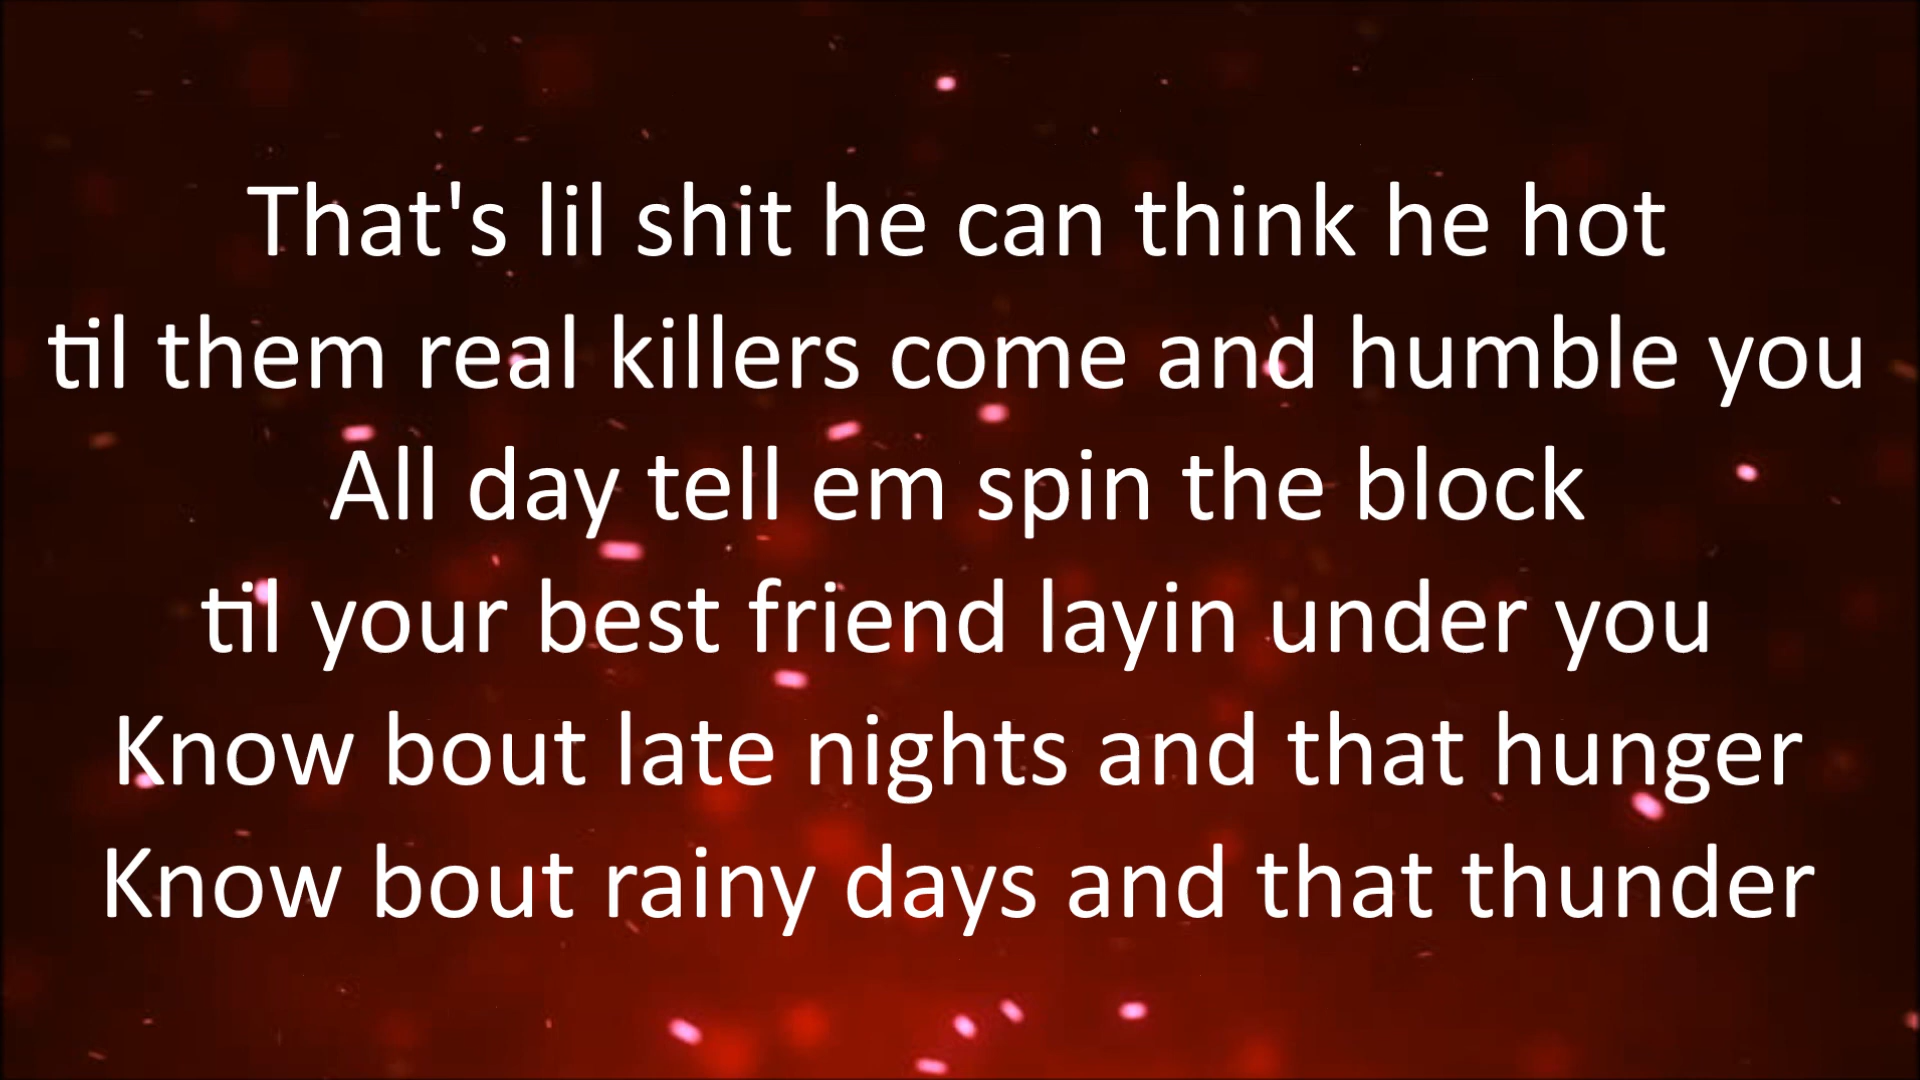 That's lil shit he can think he hot
til them real killers come and humble you
All day tell em spin the block
til your best friend layin under you
Know bout late nights and that hunger
Know bout rainy days and that thunder